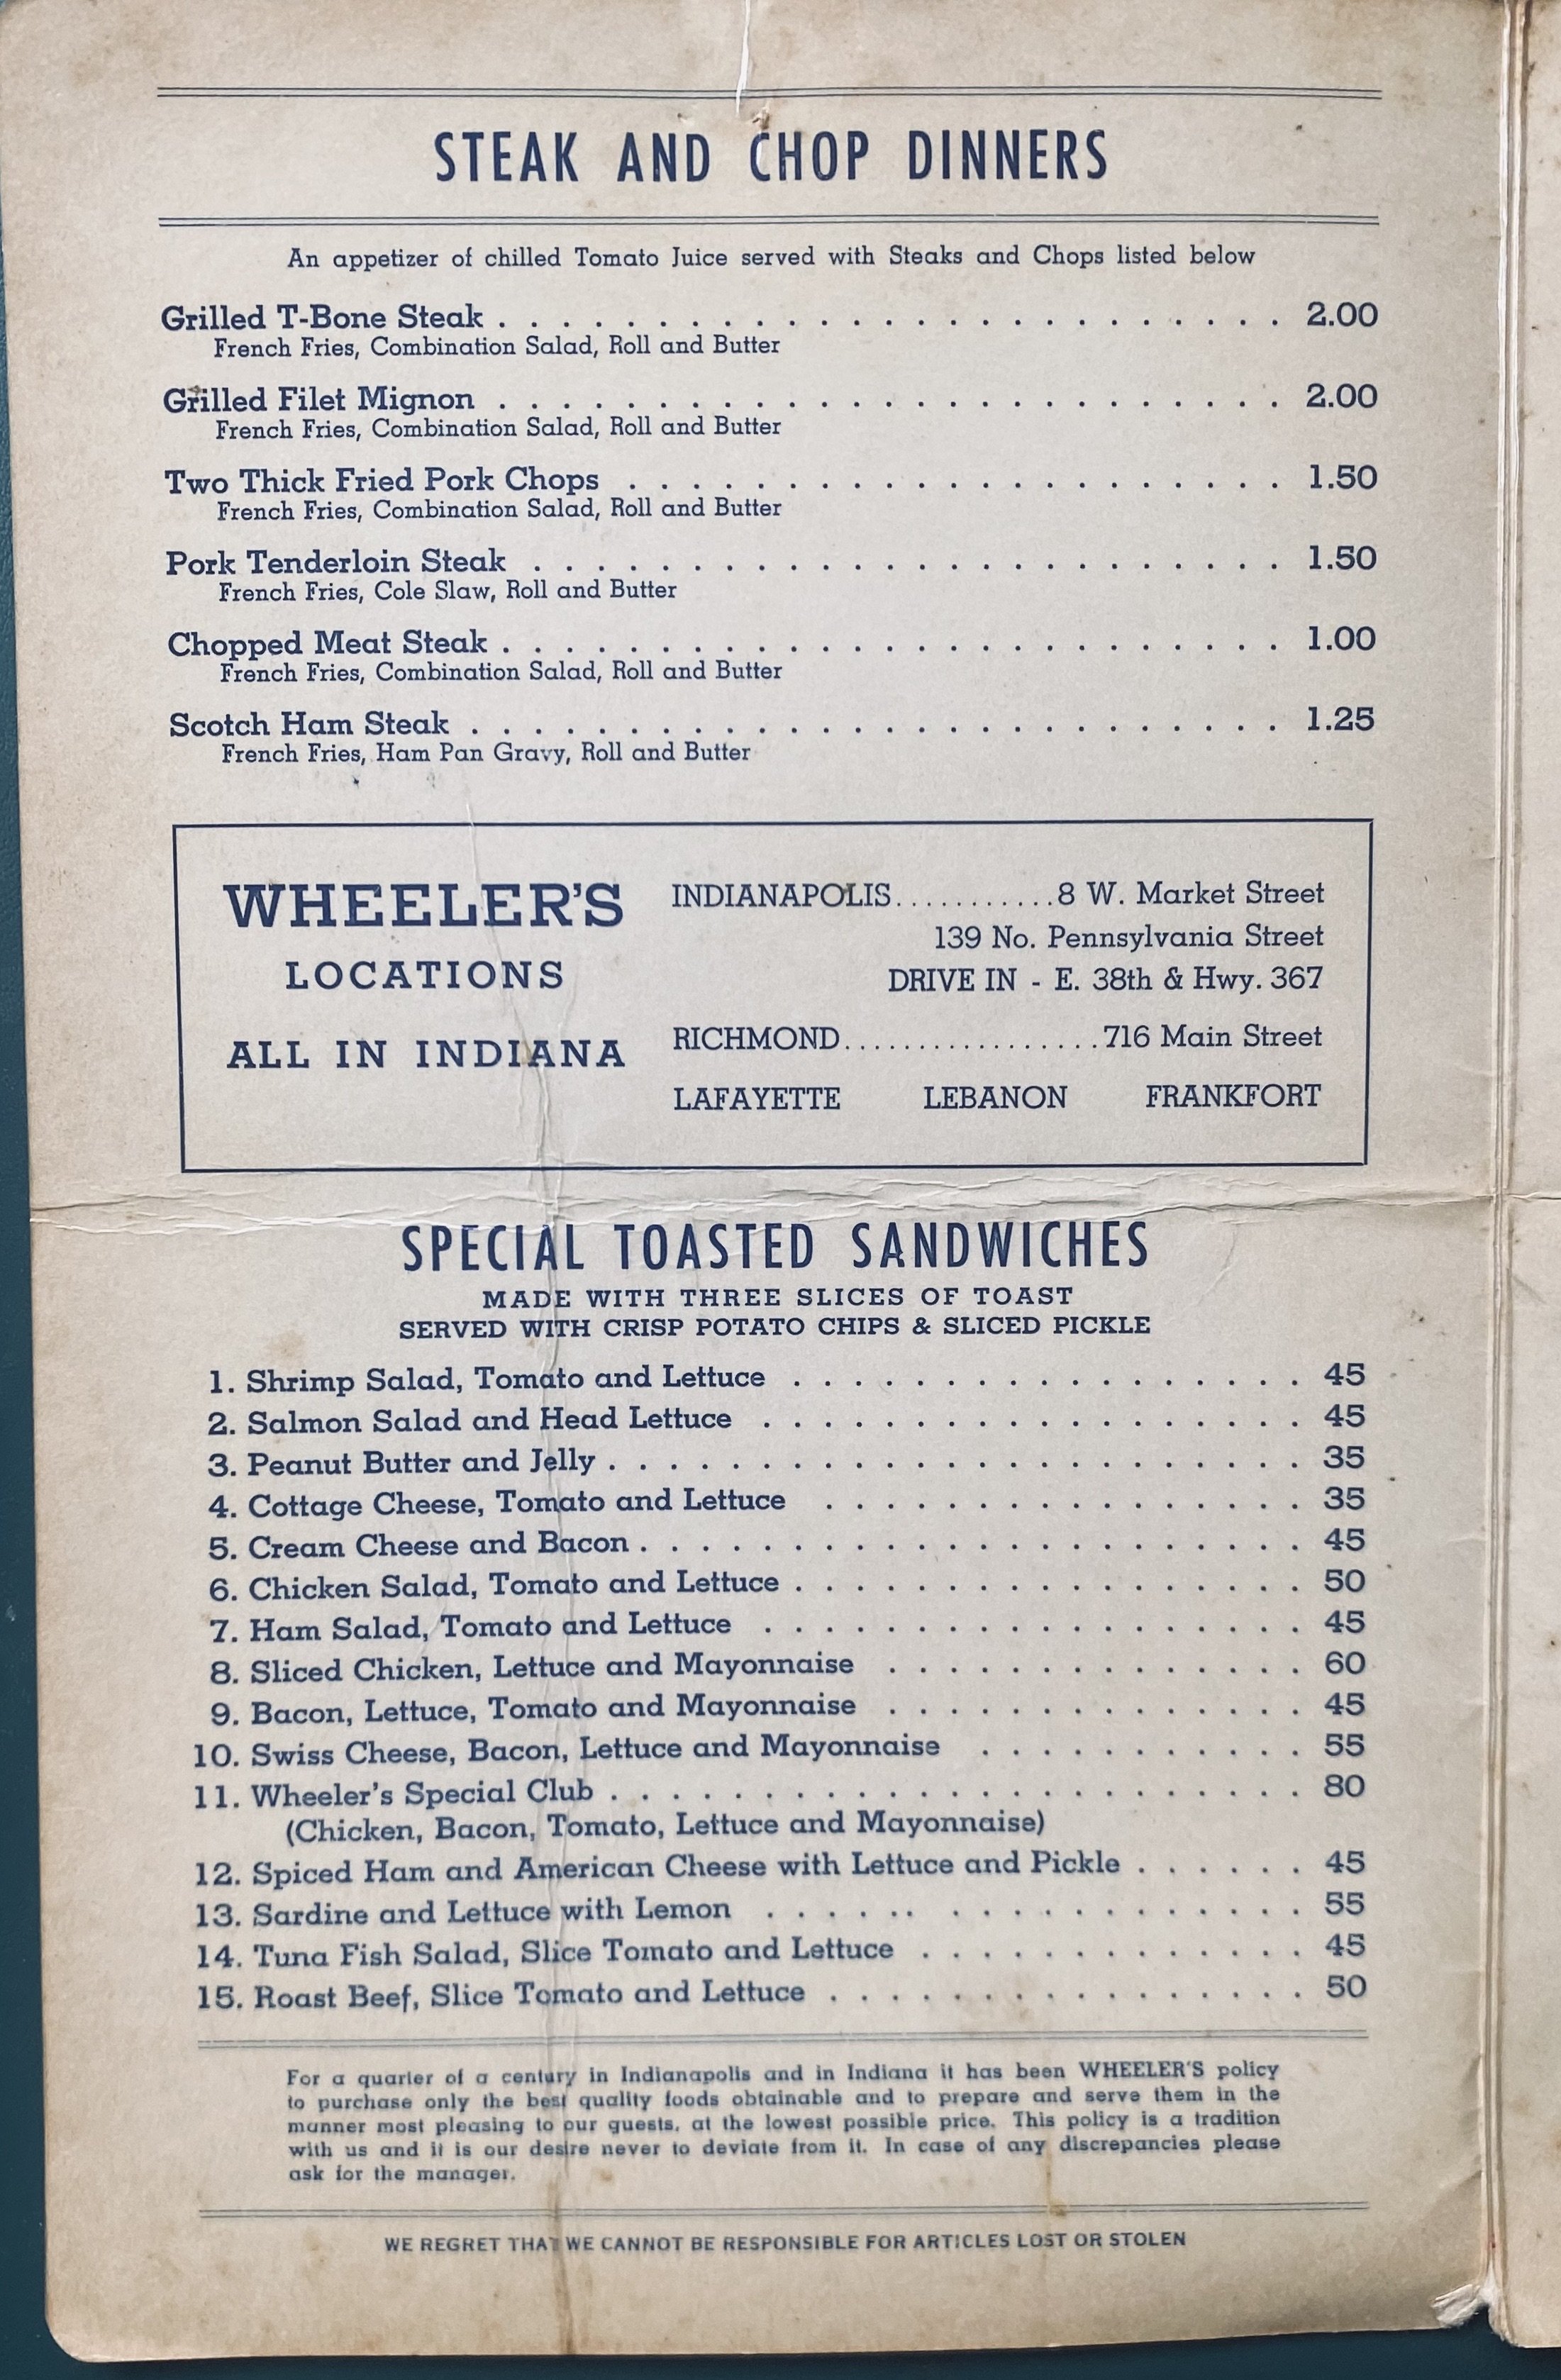 STEAK AND CHOP DINNERS
An appetizer of chilled Tomato Juice served with Steaks and Chops listed below
Grilled T-Bone Steak . . . . . . . . . . . . . . . . . . . . . . . . . . 2.00
French Fries, Combination Salad, Roll and Butter
Grilled Filet Mignon . . . . . . . . . . . . . . . . . . . . . . . . . . 2.00
French Fries, Combination Salad, Roll and Butter
Two Thick Fried Pork Chops . . . . . . . . . . . . . . . . . . . . . . 1.50
French Fries, Combination Salad, Roll and Butter
Pork Tenderloin Steak . . . . . . . . . . . . . . . . . . . . . . . . . 1.50
French Fries, Cole Slaw, Roll and Butter
Chopped Meat Steak . . . . . . . . . . . . . . . . . . . . . . . . . . 1.00
French Fries, Combination Salad, Roll and Butter
Scotch Ham Steak . . . . . . . . . . . . . . . . . . . . . . . . . . . 1.25
French Fries, Ham Pan Gravy, Roll and Butter
WHEELER'S
LOCATIONS
ALL IN INDIANA
INDIANAPOLIS...........8 W. Market Street
139 No. Pennsylvania Street
DRIVE IN - E. 38th & Hwy. 367
RICHMOND.................716 Main Street
LAFAYETTE LEBANON FRANKFORT
SPECIAL TOASTED SANDWICHES
MADE WITH THREE SLICES OF TOAST
SERVED WITH CRISP POTATO CHIPS & SLICED PICKLE
1. Shrimp Salad, Tomato and Lettuce . . . . . . . . . . . . . . . . . 45
2. Salmon Salad and Head Lettuce . . . . . . . . . . . . . . . . . . 45
3. Peanut Butter and Jelly . . . . . . . . . . . . . . . . . . . . . . . 35
4. Cottage Cheese, Tomato and Lettuce . . . . . . . . . . . . . . . . 35
5. Cream Cheese and Bacon . . . . . . . . . . . . . . . . . . . . . . 45
6. Chicken Salad, Tomato and Lettuce . . . . . . . . . . . . . . . . . 50
7. Ham Salad, Tomato and Lettuce . . . . . . . . . . . . . . . . . . 45
8. Sliced Chicken, Lettuce and Mayonnaise . . . . . . . . . . . . . . 60
9. Bacon, Lettuce, Tomato and Mayonnaise . . . . . . . . . . . . . . 45
10. Swiss Cheese, Bacon, Lettuce and Mayonnaise . . . . . . . . . . . 55
11. Wheeler's Special Club . . . . . . . . . . . . . . . . . . . . . . . 80
(Chicken, Bacon, Tomato, Lettuce and Mayonnaise)
12. Spiced Ham and American Cheese with Lettuce and Pickle . . . . . . 45
13. Sardine and Lettuce with Lemon . . . . .. . . . . . . . . . . . . 55
14. Tuna Fish Salad, Slice Tomato and Lettuce . . . . . . . . . . . . . 45
15. Roast Beef, Slice Tomato and Lettuce . . . . . . . . . . . . . . . . 50
For a quarter of a century in Indianapolis and in Indiana it has been WHEELER'S policy
to purchase only the best quality foods obtainable and to prepare and serve them in the
manner most pleasing to our guests, at the lowest possible price. This policy is a tradition
with us and it is our desire never to deviate from it. In case of any discrepancies please
ask for the manager.
WE REGRET THAT WE CANNOT BE RESPONSIBLE FOR ARTICLES LOST OR STOLEN